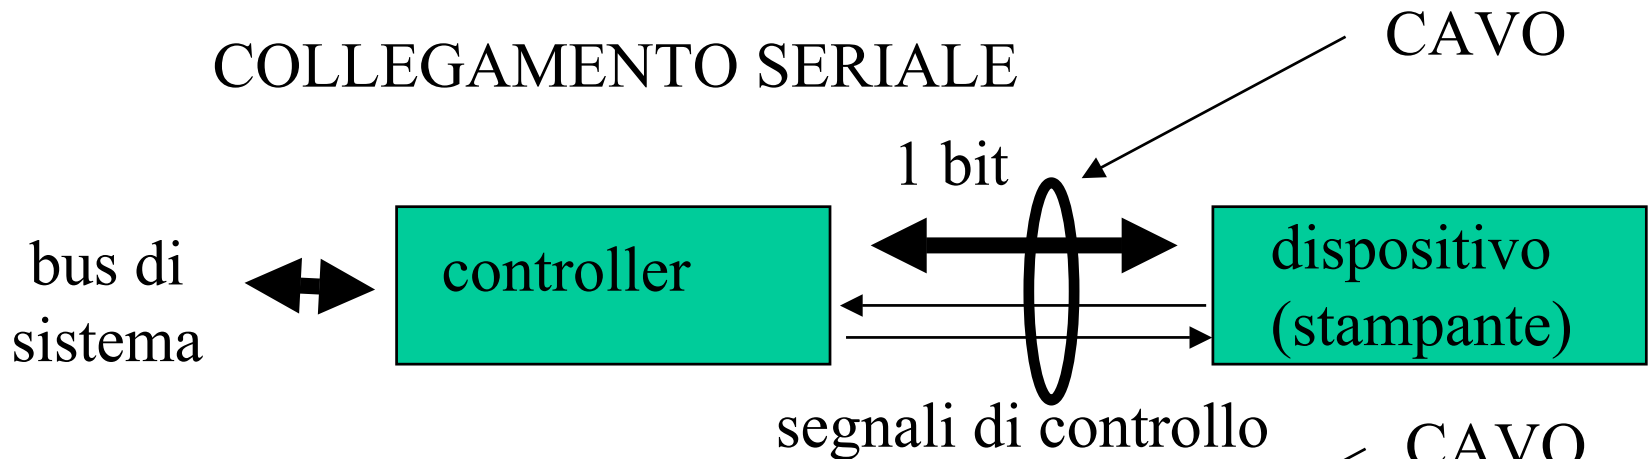 CAVO
COLLEGAMENTO SERIALE
1 bit
bus di
sistema
controller
dispositivo
(stampante)
segnali di controllo
CAVO